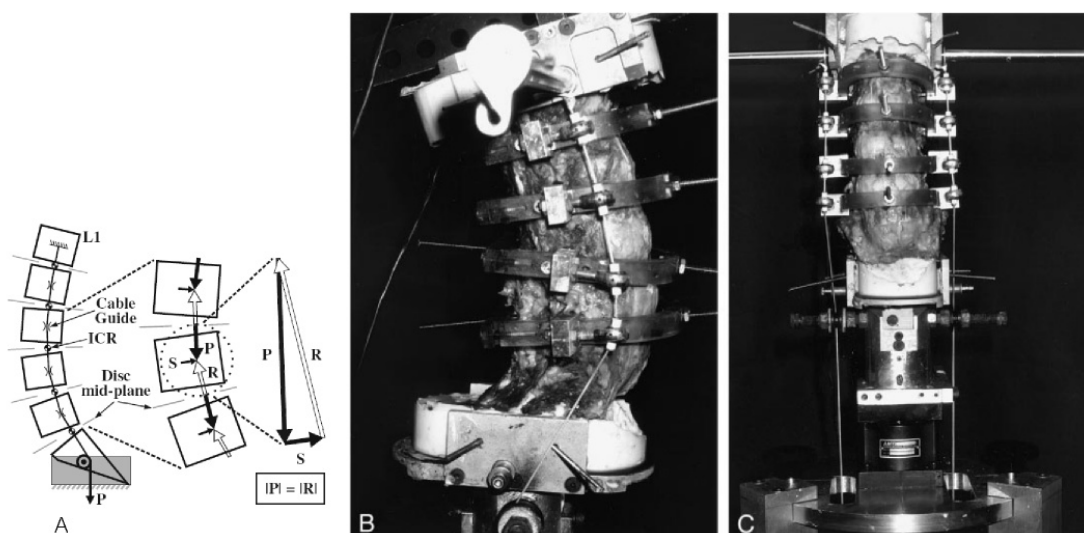 L1
Cable
Guide
ICR
Disc
mid-plane
P
S
P
R
P
R
S
|P| = |R|
A
B
C